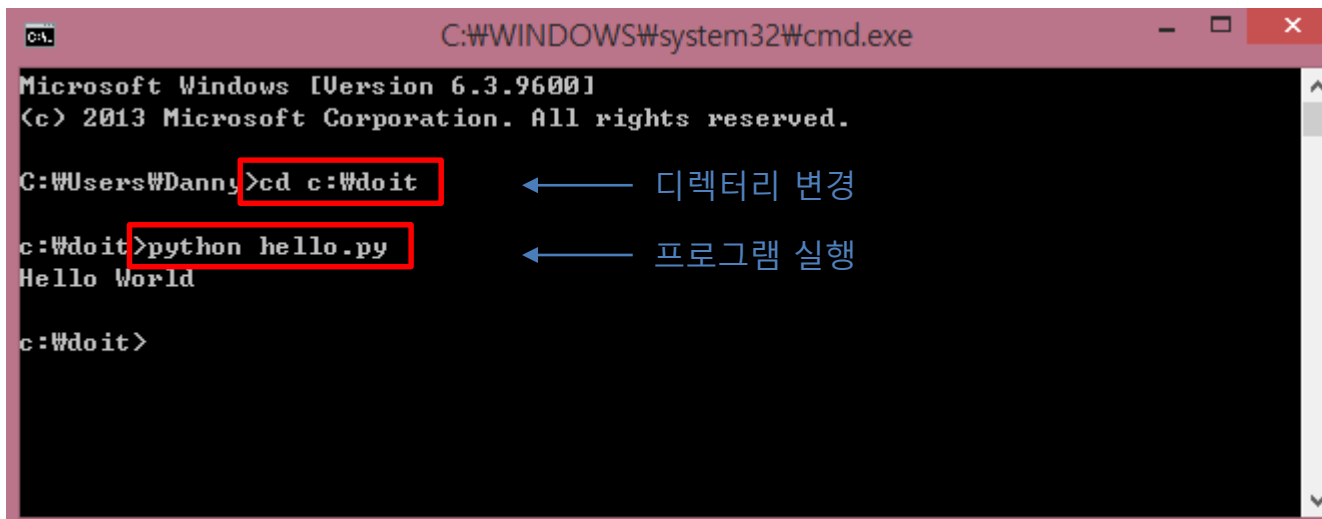 C:\.
C:₩WINDOWS₩system32₩cmd.exe
Microsoft Windows [Version 6.3.9600]
(c) 2013 Microsoft Corporation. All rights reserved.
C:₩Users₩Danny>cd c:₩doit 디렉터리 변경
c:₩doit>python hello.py 프로그램 실행
Hello World
c:₩doit>